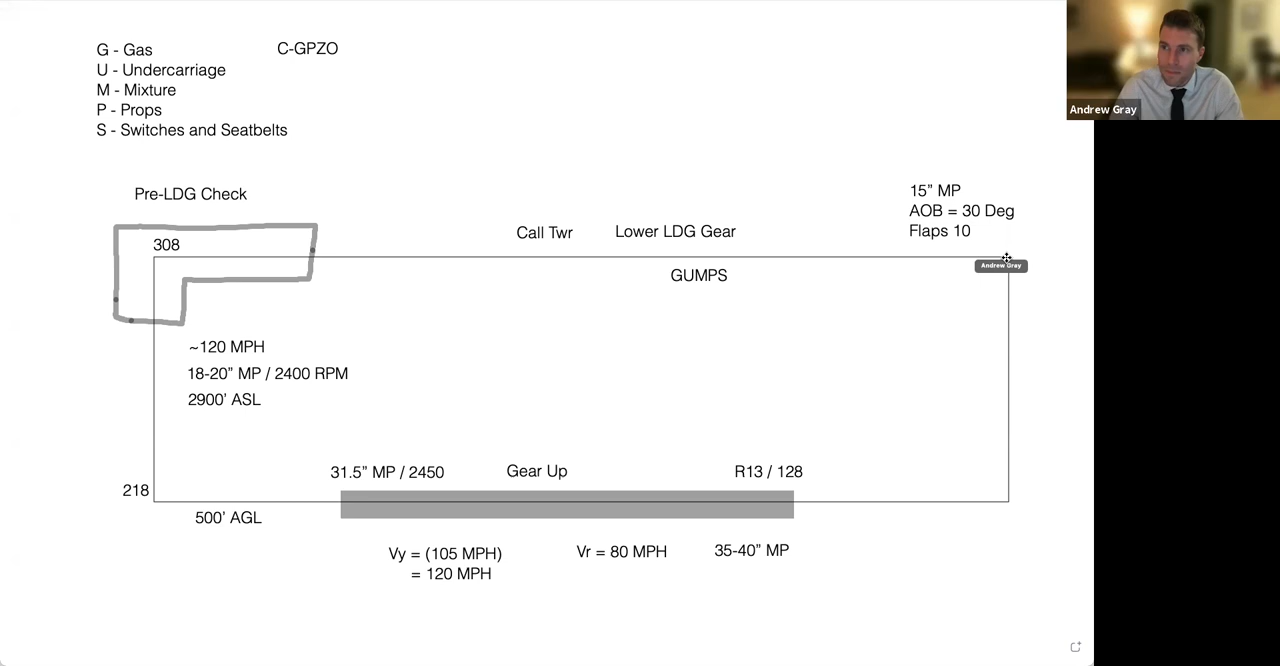 G - Gas
C-GPZO
U - Undercarriage
M - Mixture
P - Props
S - Switches and Seatbelts
Andrew Gray
Pre-LDG Check
15” MP
AOB = 30 Deg
Flaps 10
308
Call Twr
Lower LDG Gear
Andrew Gray
GUMPS
~120 MPH
18-20” MP / 2400 RPM
2900’ ASL
31.5” MP / 2450
Gear Up
R13 / 128
218
500’ AGL
Vy = (105 MPH)
= 120 MPH
Vr = 80 MPH
35-40” MP